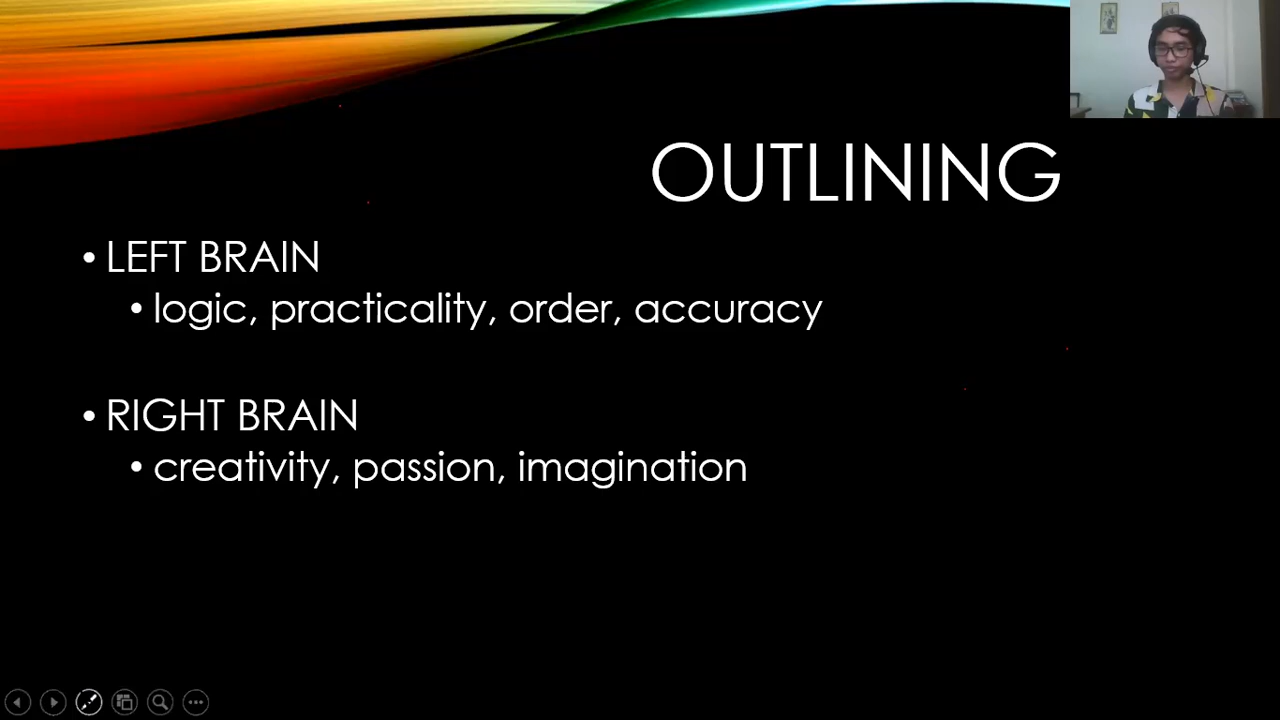 OUTLINING
• LEFT BRAIN
• logic, practicality, order, accuracy
• RIGHT BRAIN
• creativity, passion, imagination